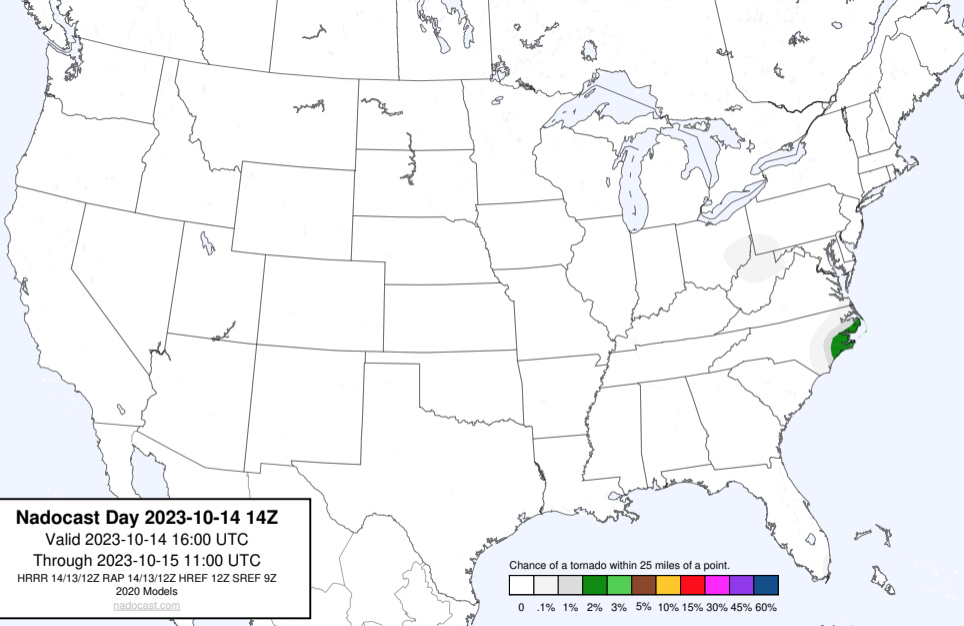 Nadocast Day 2023-10-14 14Z
Valid 2023-10-14 16:00 UTC
Through 2023-10-15 11:00 UTC
HRRR 14/13/12Z RAP 14/13/12Z HREF 12Z SREF 9Z
2020 Models
nadocast.com
Chance of a tornado within 25 miles of a point.
0 .1% 1% 2% 3% 5% 10% 15% 30% 45% 60%